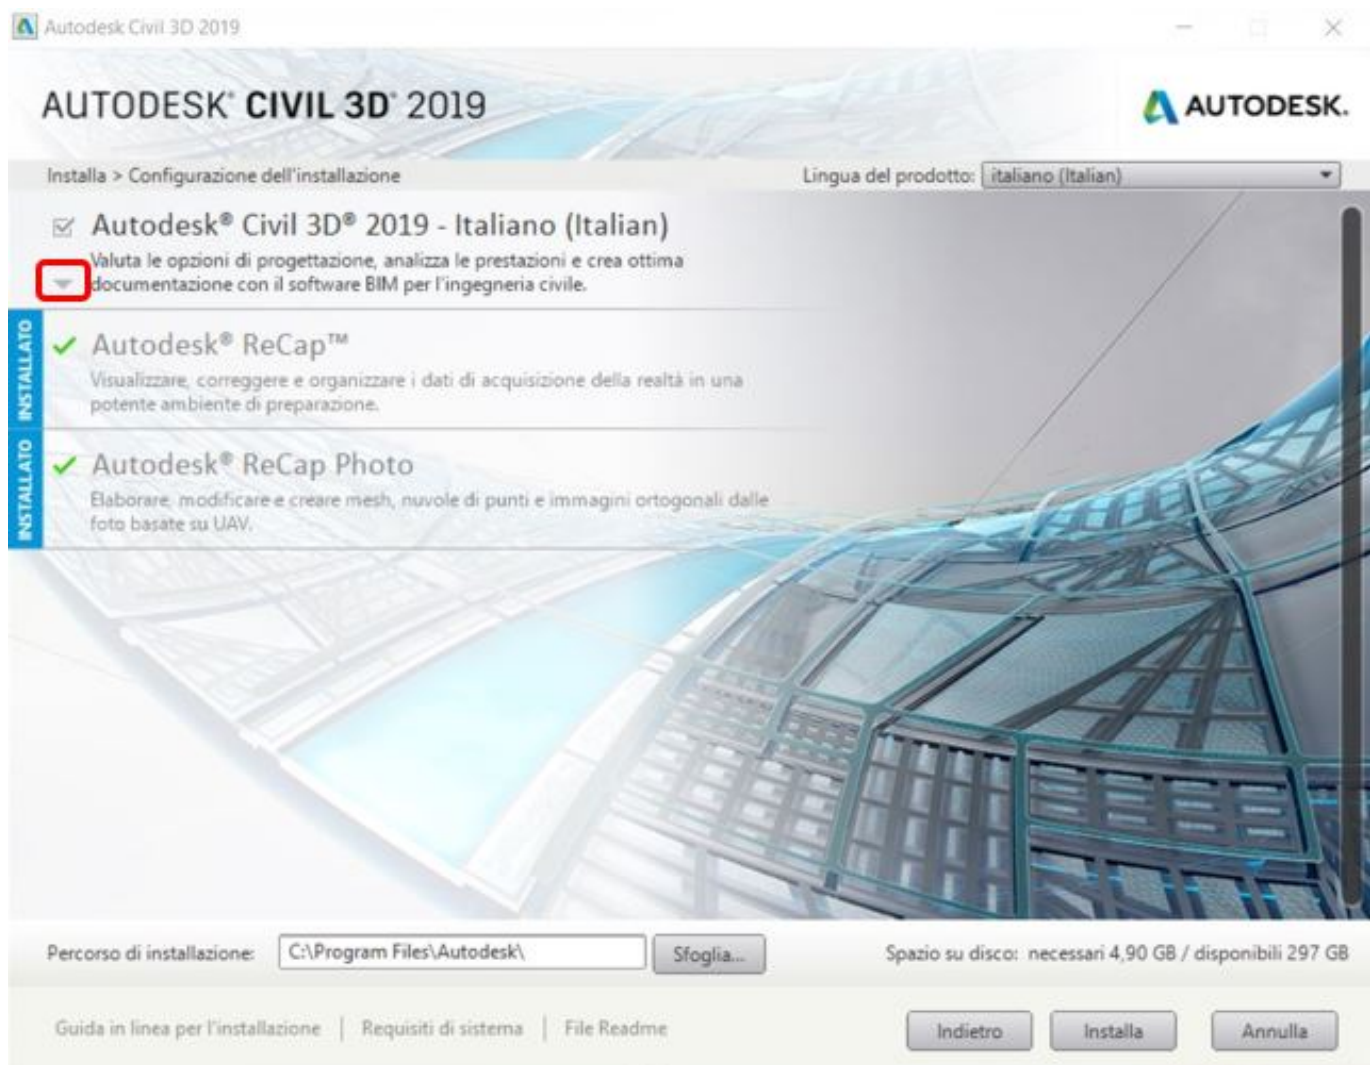 Autodesk Civil 3D 2019
AUTODESK® CIVIL 3D® 2019
AUTODESK.
Installa > Configurazione dell'installazione
Lingua del prodotto: italiano (Italian)
Autodesk® Civil 3D® 2019 - Italiano (Italian)
Valuta le opzioni di progettazione, analizza le prestazioni e crea ottima
documentazione con il software BIM per l'ingegneria civile.
INSTALLATO
Autodesk® ReCap™
Visualizzare, correggere e organizzare i dati di acquisizione della realtà in una
potente ambiente di preparazione.
INSTALLATO
Autodesk® ReCap Photo
Elaborare, modificare e creare mesh, nuvole di punti e immagini ortogonali dalle
foto basate su UAV.
Percorso di installazione: C:\Program Files\Autodesk\ Sfoglia... Spazio su disco: necessari 4,90 GB / disponibili 297 GB
Guida in linea per l'installazione | Requisiti di sistema | File Readme
Indietro Installa Annulla